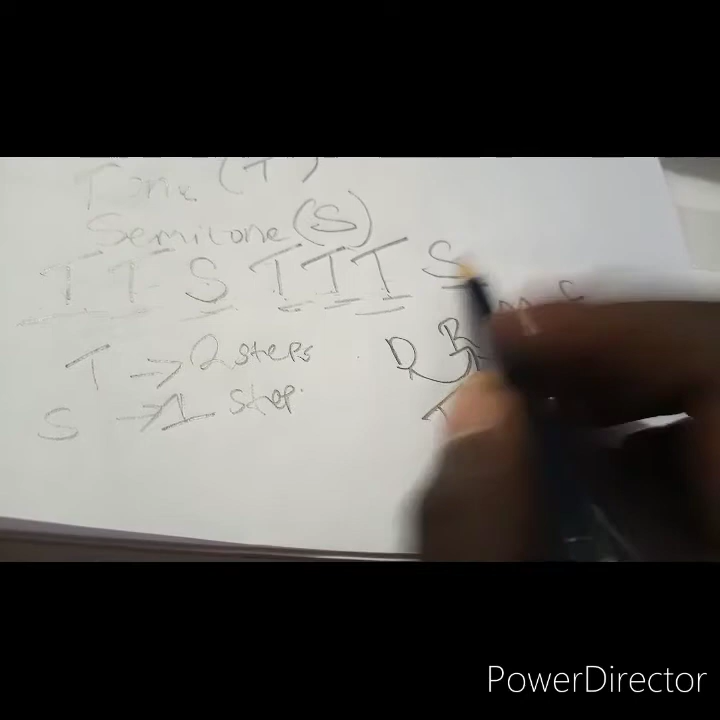 Tone (T)
Semitone (S)
T T S T T T S
T -> 2 steps
S -> 1 step
D R
PowerDirector